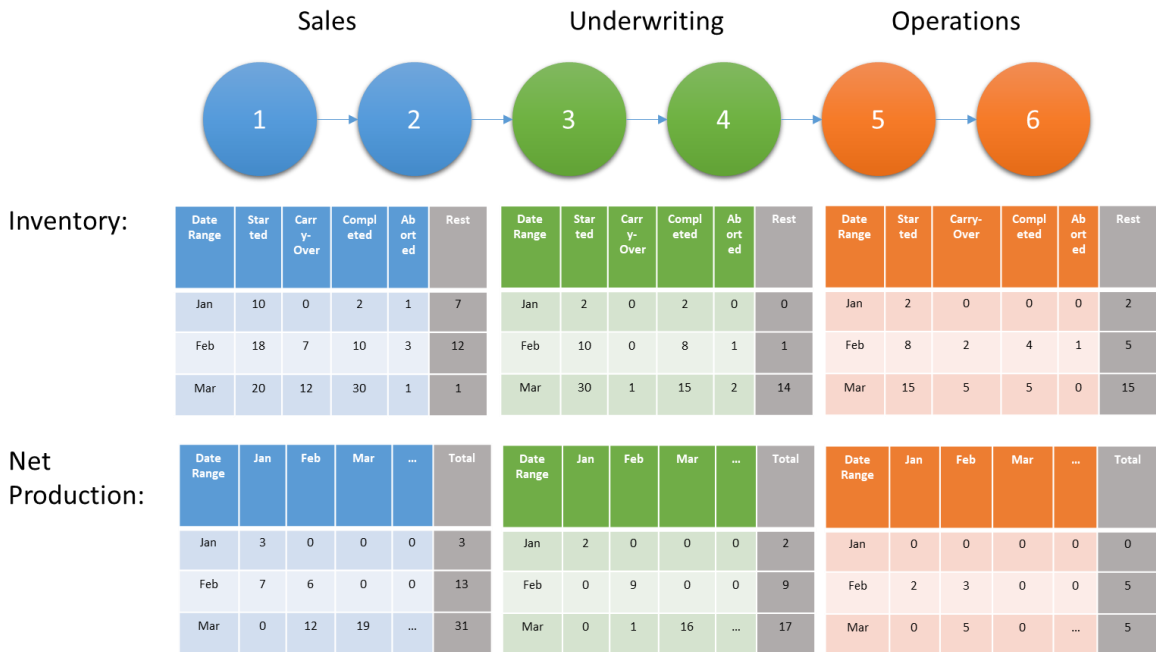 Sales Underwriting Operations
1 2 3 4 5 6
Inventory:
Date Range Star ted Carr y-Over Compl eted Ab ort ed Rest
Jan 10 0 2 1 7
Feb 18 7 10 3 12
Mar 20 12 30 1 1
Date Range Star ted Carr y-Over Compl eted Ab ort ed Rest
Jan 2 0 2 0 0
Feb 10 0 8 1 1
Mar 30 1 15 2 14
Date Range Star ted Carry-Over Compl eted Ab ort ed Rest
Jan 2 0 0 0 2
Feb 8 2 4 1 5
Mar 15 5 5 0 15
Net
Production:
Date Range Jan Feb Mar ... Total
Jan 3 0 0 0 3
Feb 7 6 0 0 13
Mar 0 12 19 ... 31
Date Range Jan Feb Mar ... Total
Jan 2 0 0 0 2
Feb 0 9 0 0 9
Mar 0 1 16 ... 17
Date Range Jan Feb Mar ... Total
Jan 0 0 0 0 0
Feb 2 3 0 0 5
Mar 0 5 0 ... 5